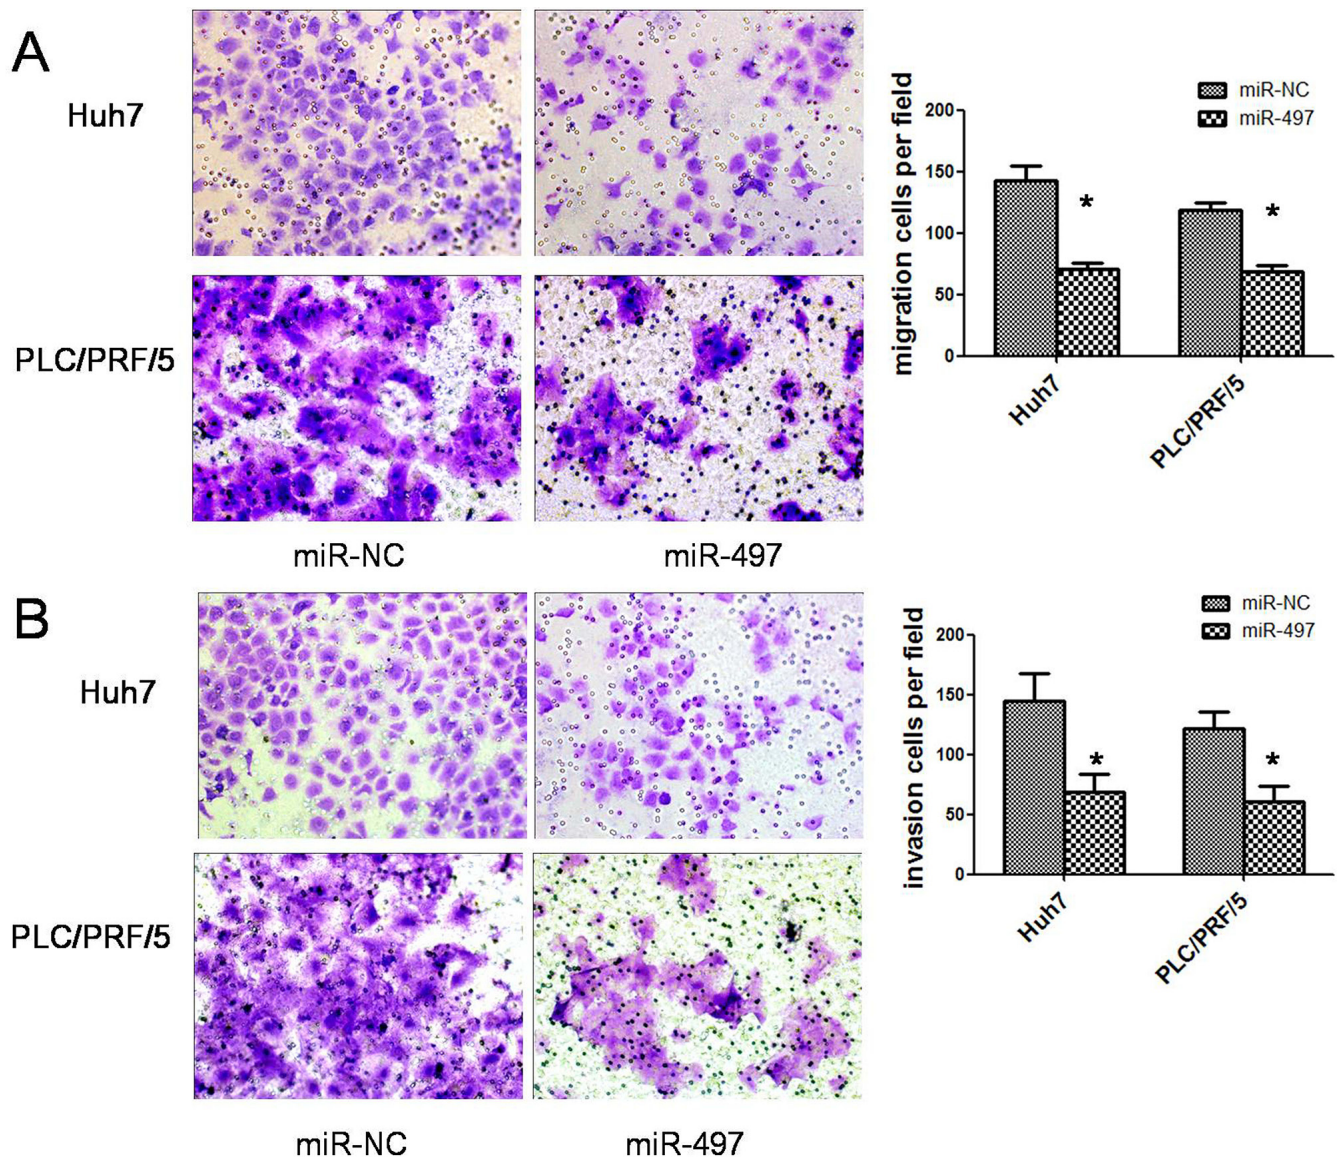 A
Huh7
PLC/PRF/5
miR-NC
miR-497
miR-NC
miR-497
migration cells per field
200
150
100
50
0
*
*
Huh7
PLC/PRF/5
B
Huh7
PLC/PRF/5
miR-NC
miR-497
miR-NC
miR-497
invasion cells per field
200
150
100
50
0
*
*
Huh7
PLC/PRF/5